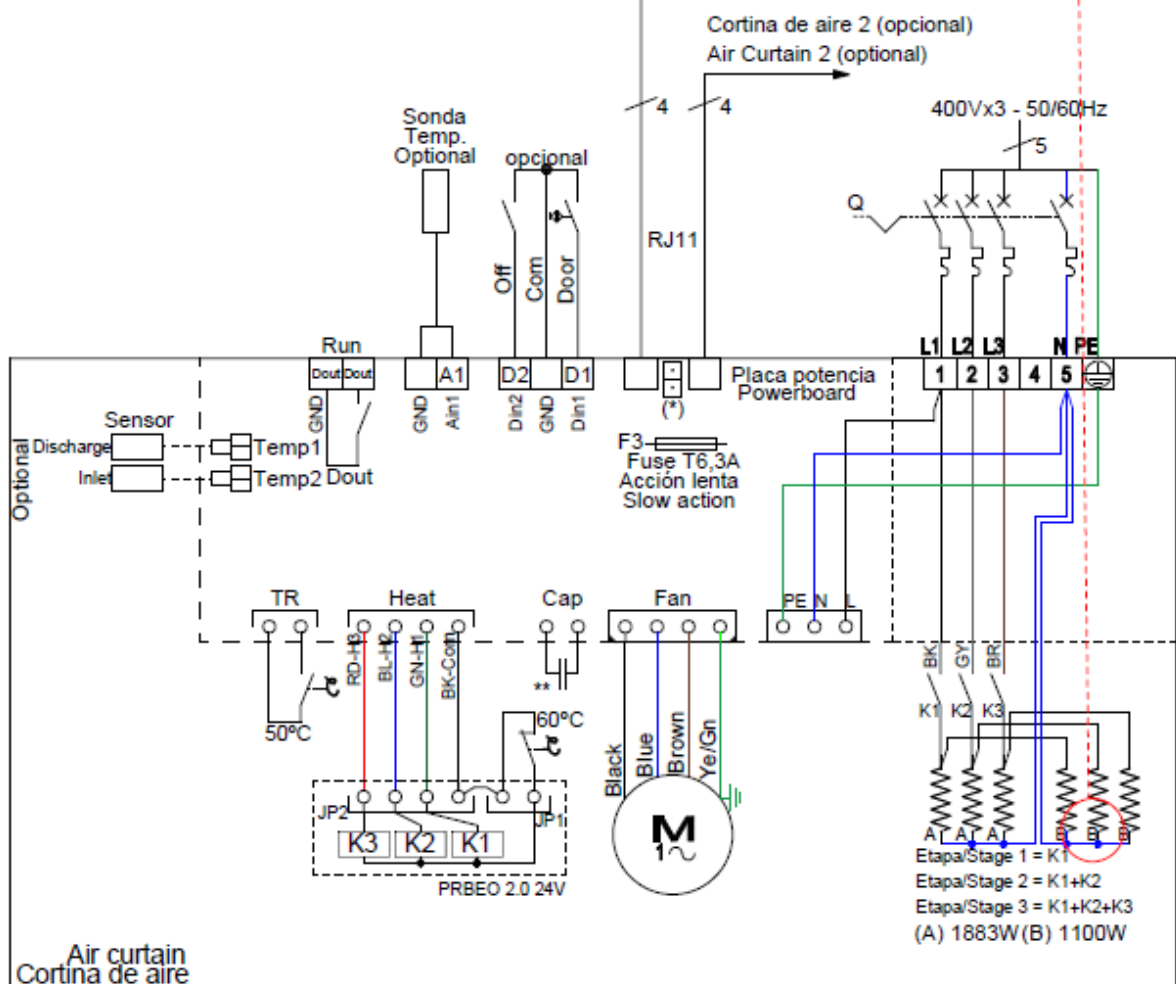 Cortina de aire 2 (opcional)
Air Curtain 2 (optional)
4
4
400Vx3 - 50/60Hz
5
Sonda
Temp.
Optional
opcional
Q
RJ11
Off
Com
Door
L1
L2
L3
N
PE
Run
Dout
Dout
A1
D2
D1
1
2
3
4
5
Placa potencia
Powerboard
(*)
GND
GND
Ain1
Din2
GND
Din1
F3
Fuse T6,3A
Acción lenta
Slow action
Sensor
Discharge
Temp1
Inlet
Temp2
Dout
Optional
TR
Heat
Cap
Fan
PE
N
L
RD-H3
BL-H2
GN-H1
BK-Com
**
50ºC
60ºC
BK
GY
BR
K1
K2
K3
Black
Blue
Brown
Ye/Gn
JP2
JP1
K3
K2
K1
PRBEO 2.0 24V
M
1
A
A
A
B
B
B
Etapa/Stage 1 = K1
Etapa/Stage 2 = K1+K2
Etapa/Stage 3 = K1+K2+K3
(A) 1883W (B) 1100W
Air curtain
Cortina de aire